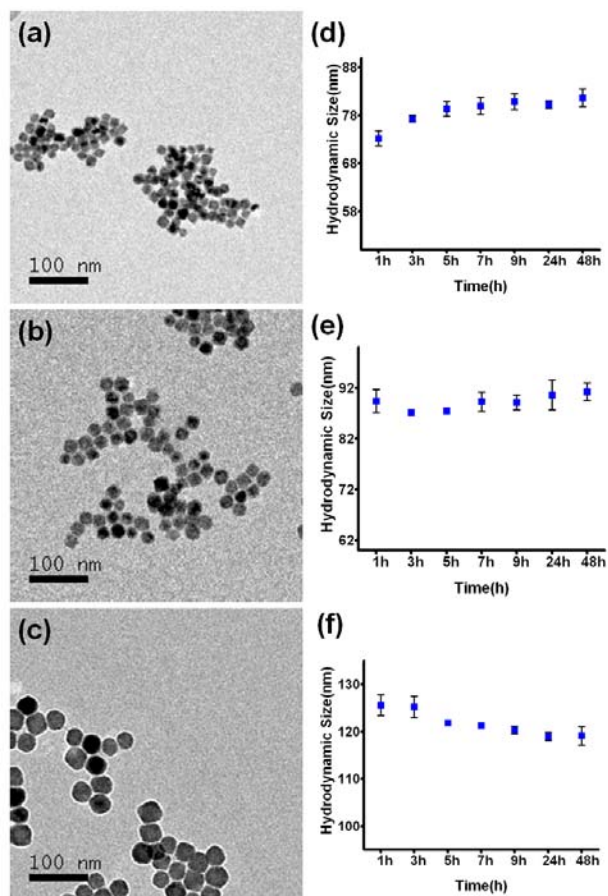 (a)
100 nm
(d)
Hydrodynamic Size(nm)
88
78
68
58
1h 3h 5h 7h 9h 24h 48h
Time(h)
(b)
100 nm
(e)
Hydrodynamic Size(nm)
92
82
72
62
1h 3h 5h 7h 9h 24h 48h
Time(h)
(c)
100 nm
(f)
Hydrodynamic Size(nm)
130
120
110
100
1h 3h 5h 7h 9h 24h 48h
Time(h)